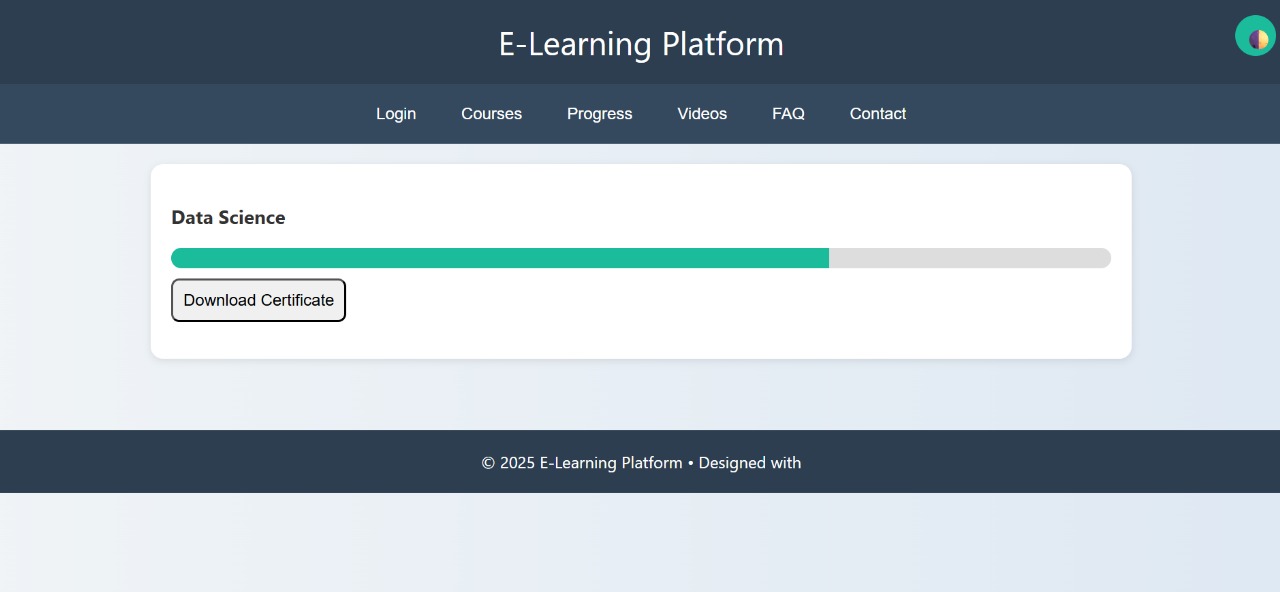 E-Learning Platform
Login Courses Progress Videos FAQ Contact
Data Science
Download Certificate
© 2025 E-Learning Platform • Designed with